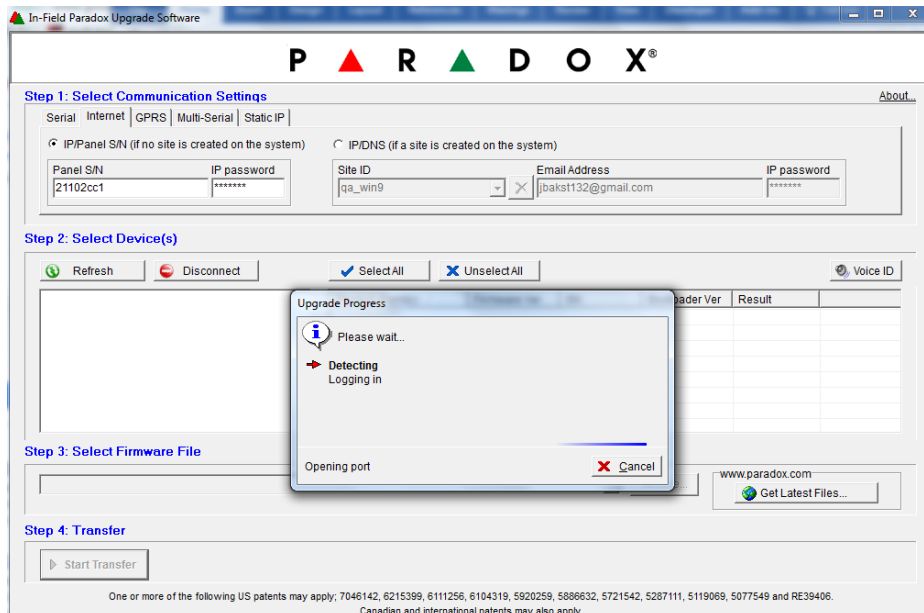 In-Field Paradox Upgrade Software
PARADOX®
Step 1: Select Communication Settings
About...
Serial Internet GPRS Multi-Serial Static IP
IP/Panel S/N (if no site is created on the system) IP/DNS (if a site is created on the system)
Panel S/N IP password Site ID Email Address IP password
21102cc1 ******* qa_win9 jbakst132@gmail.com *******
Step 2: Select Device(s)
Refresh Disconnect Select All Unselect All Voice ID
Upgrade Progress
Ver Result
Please wait...
Detecting
Logging in
Opening port Cancel
Step 3: Select Firmware File
www.paradox.com
Get Latest Files...
Step 4: Transfer
Start Transfer
One or more of the following US patents may apply; 7046142, 6215399, 6111256, 6104319, 5920259, 5886632, 5721542, 5287111, 5119069, 5077549 and RE39406.
Canadian and international patents may also apply.